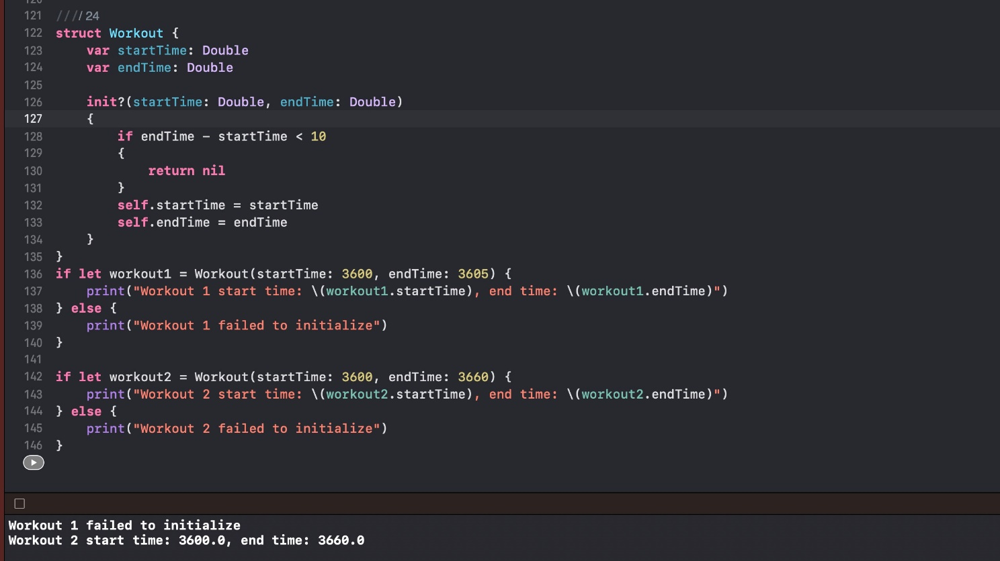 121 //// 24
122 struct Workout {
123     var startTime: Double
124     var endTime: Double
125
126     init?(startTime: Double, endTime: Double)
127     {
128         if endTime - startTime < 10
129         {
130             return nil
131         }
132         self.startTime = startTime
133         self.endTime = endTime
134     }
135 }
136 if let workout1 = Workout(startTime: 3600, endTime: 3605) {
137     print("Workout 1 start time: \(workout1.startTime), end time: \(workout1.endTime)")
138 } else {
139     print("Workout 1 failed to initialize")
140 }
141
142 if let workout2 = Workout(startTime: 3600, endTime: 3660) {
143     print("Workout 2 start time: \(workout2.startTime), end time: \(workout2.endTime)")
144 } else {
145     print("Workout 2 failed to initialize")
146 }
Workout 1 failed to initialize
Workout 2 start time: 3600.0, end time: 3660.0